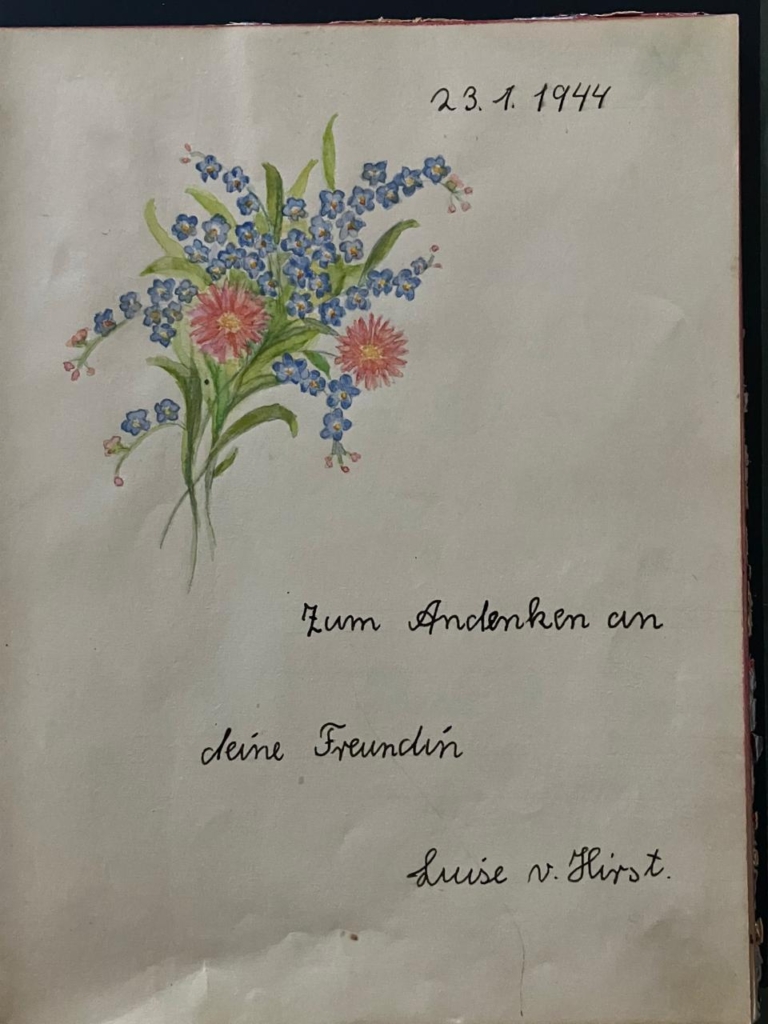 23. 1. 1944
Zum Andenken an
deine Freundin
Luise v. Hirst.